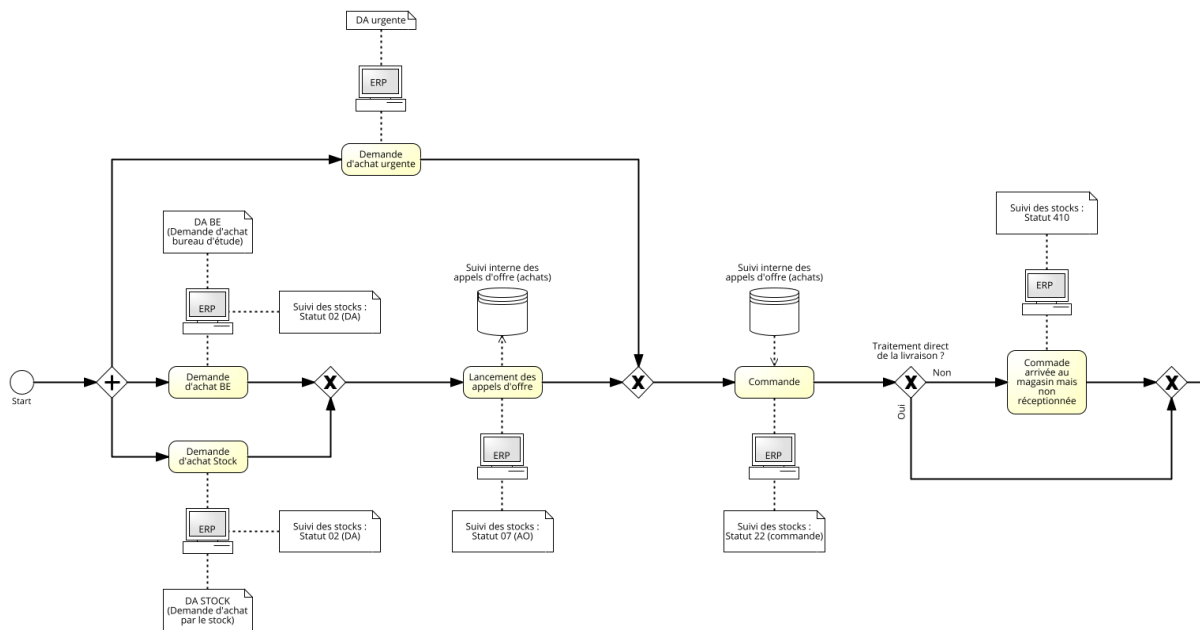 DA urgente
ERP
Demande
d'achat urgente
DA BE
(Demande d'achat
bureau d'étude)
ERP
Suivi des stocks :
Statut 02 (DA)
Start
Demande
d'achat BE
Demande
d'achat Stock
ERP
Suivi des stocks :
Statut 02 (DA)
DA STOCK
(Demande d'achat
par le stock)
Suivi interne des
appels d'offre (achats)
Lancement des
appels d'offre
ERP
Suivi des stocks :
Statut 07 (AO)
Suivi interne des
appels d'offre (achats)
Commande
ERP
Suivi des stocks :
Statut 22 (commande)
Traitement direct
de la livraison ?
Non
Oui
Suivi des stocks :
Statut 410
ERP
Commade
arrivée au
magasin mais
non
réceptionnée